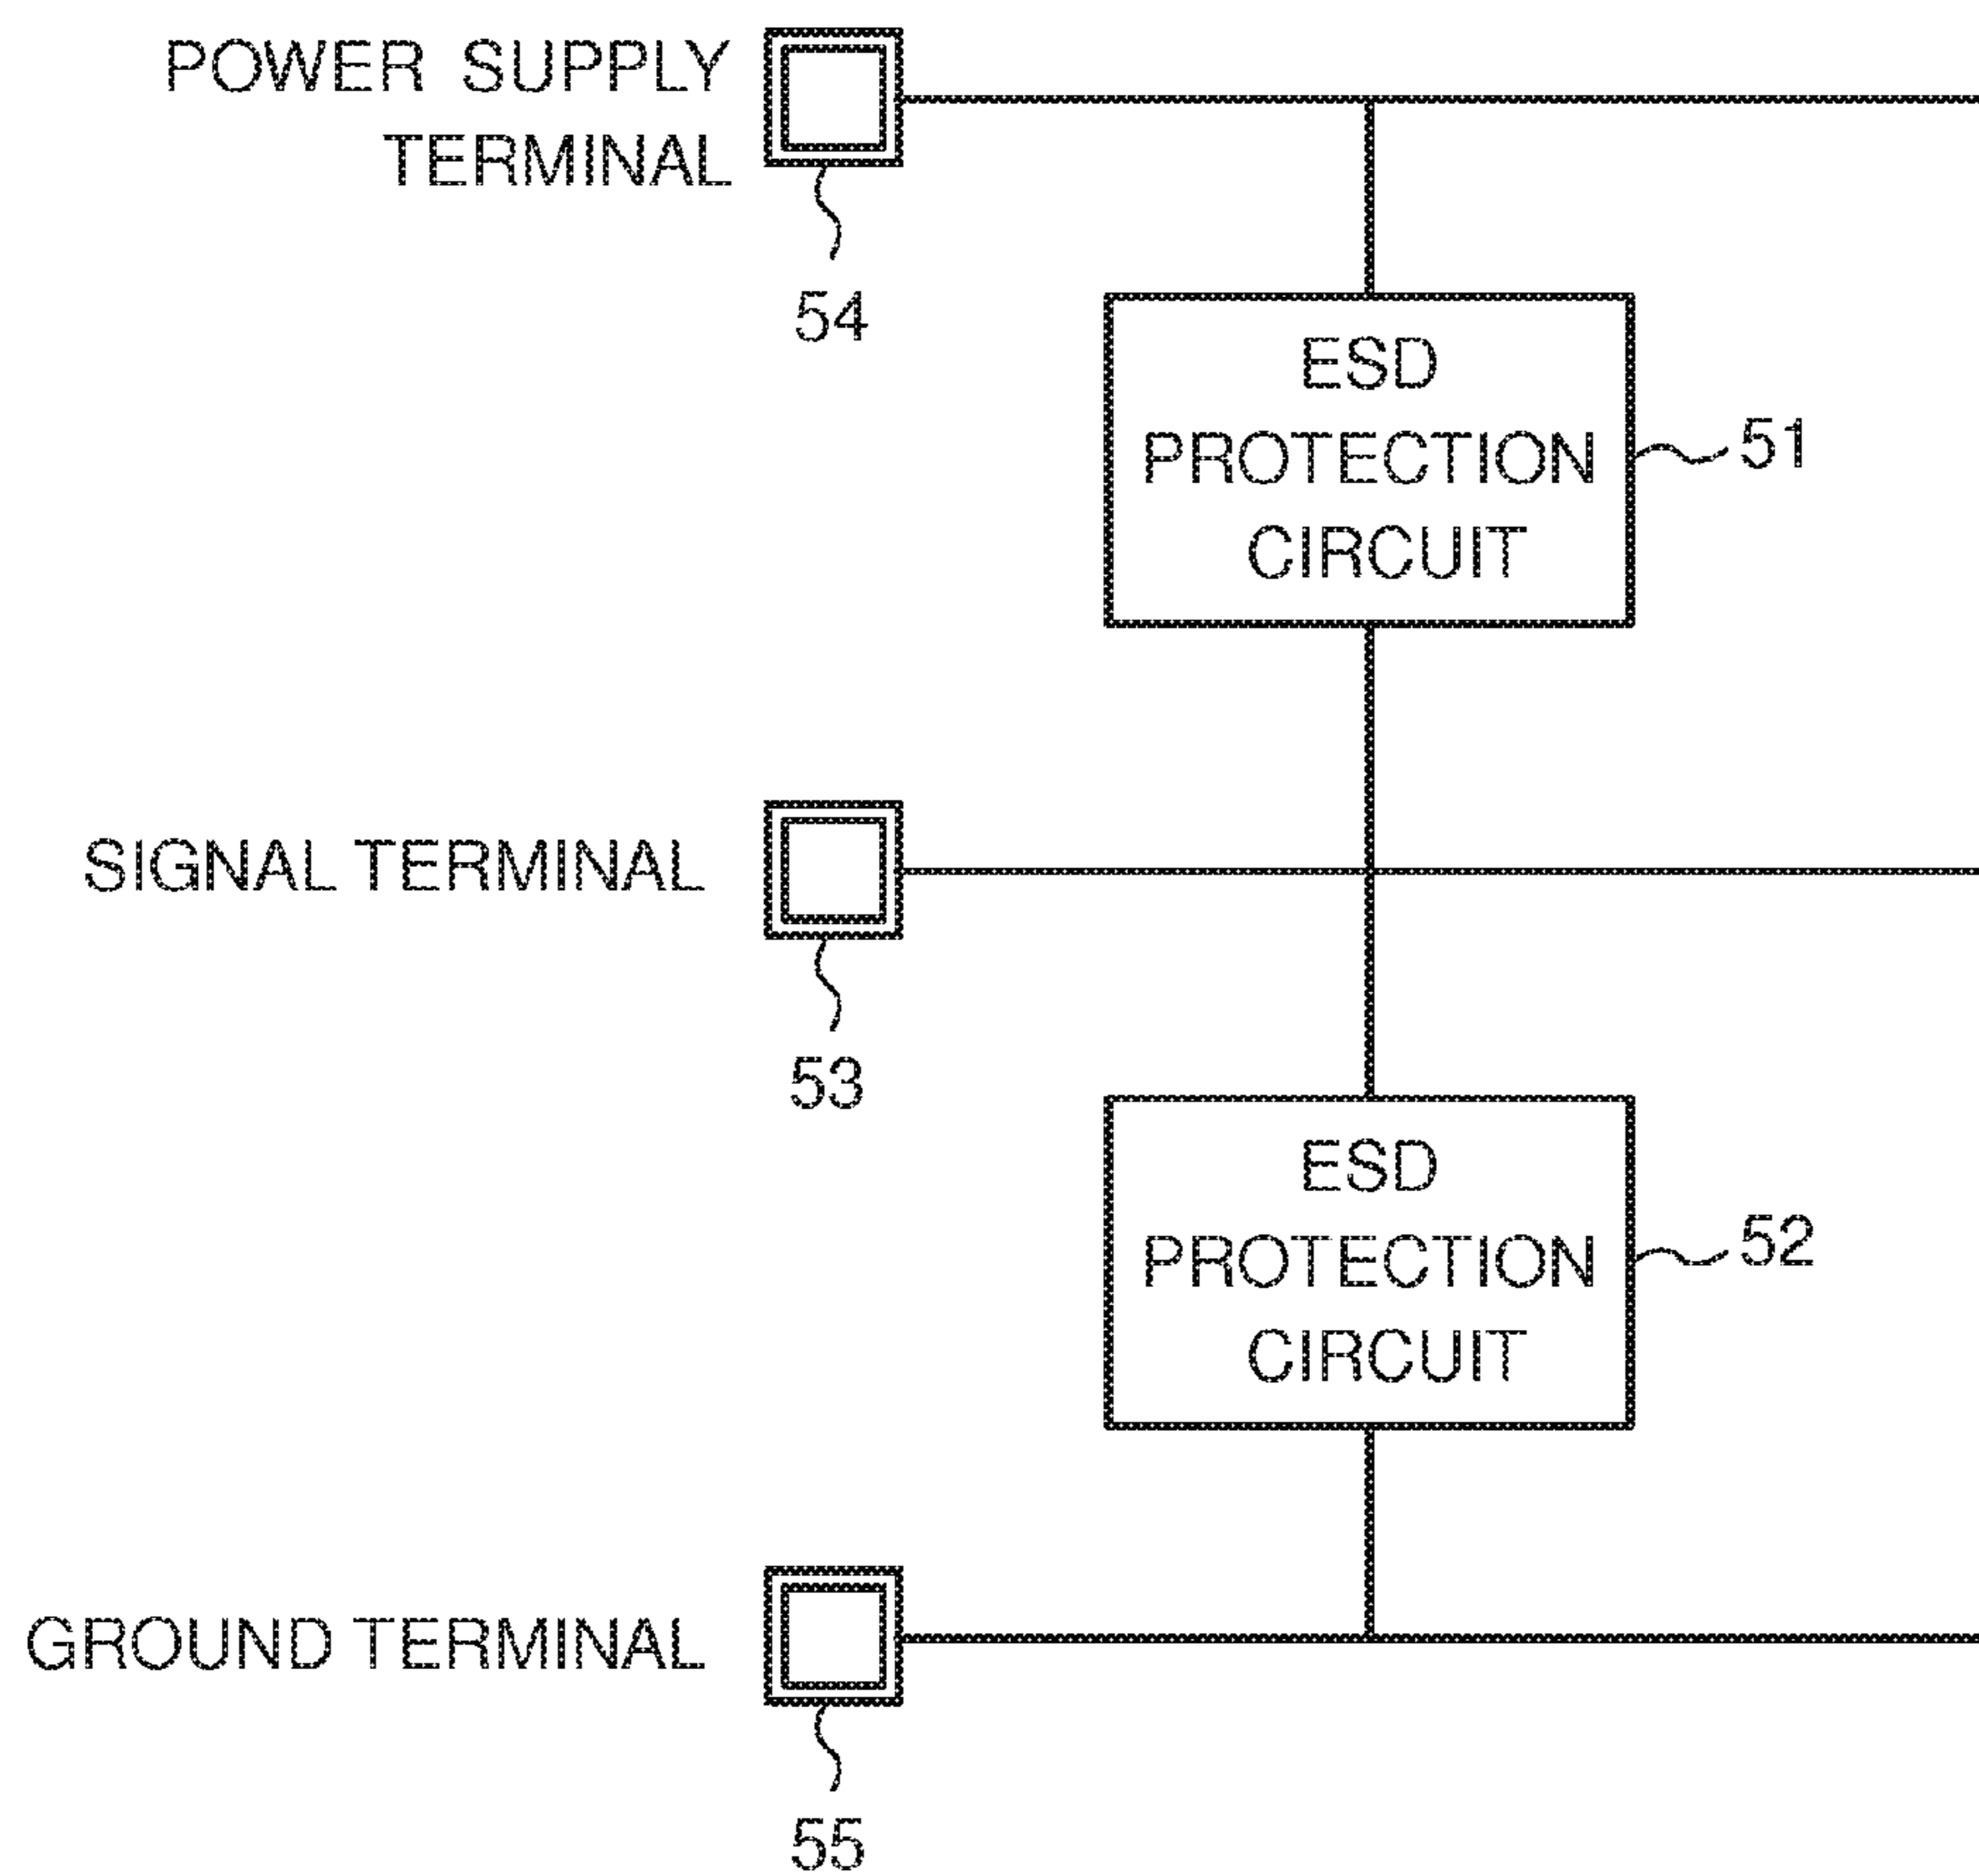 POWER SUPPLY
TERMINAL
54
ESD
PROTECTION
CIRCUIT
51
SIGNAL TERMINAL
53
ESD
PROTECTION
CIRCUIT
52
GROUND TERMINAL
55